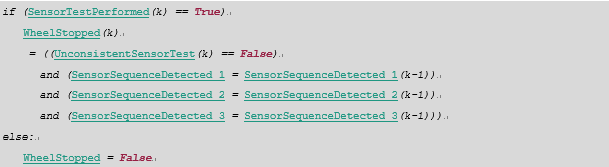 if (SensorTestPerformed(k) == True)
WheelStopped(k)
= ((UnconsistentSensorTest(k) == False)
and (SensorSequenceDetected_1 = SensorSequenceDetected_1(k-1))
and (SensorSequenceDetected_2 = SensorSequenceDetected_2(k-1))
and (SensorSequenceDetected_3 = SensorSequenceDetected_3(k-1)))
else:
WheelStopped = False